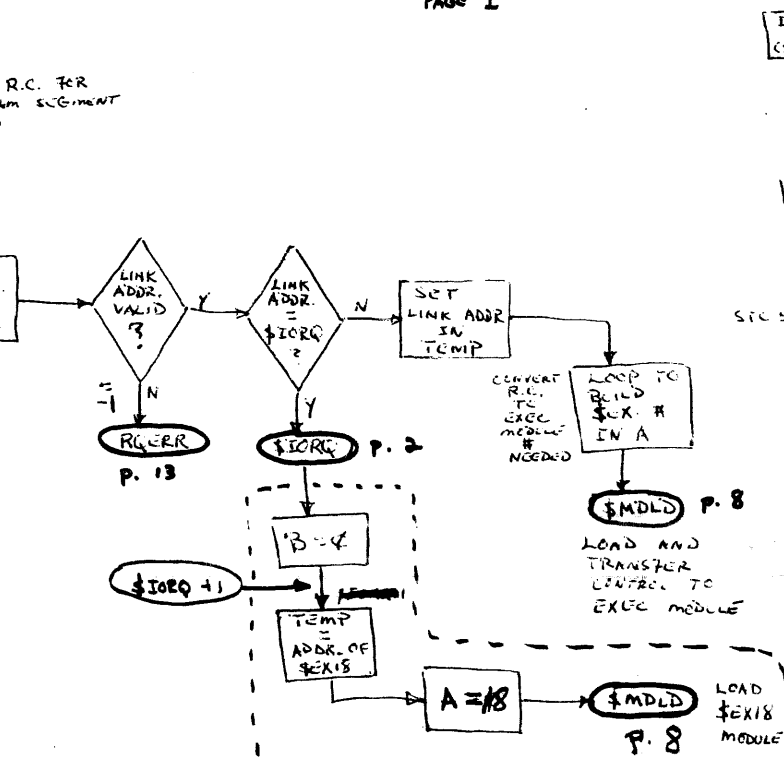 PAGE 1
R.C. FOR
SEGMENT
LINK
ADDR.
VALID
?
Y
N
= -1
RQERR
p. 13
LINK
ADDR.
=
$IORQ
?
N
Y
$IORQ
p. 2
SET
LINK ADDR
IN
TEMP
CONVERT
R.C.
TO
EXEC
MODULE
#
NEEDED
LOOP TO
BUILD
$EX #
IN A
$MDLD
p. 8
LOAD AND
TRANSFER
CONTROL TO
EXEC MODULE
$IORQ +1
TEMP
=
ADDR. OF
$EX18
A = 18
$MDLD
p. 8
LOAD
$EX18
MODULE